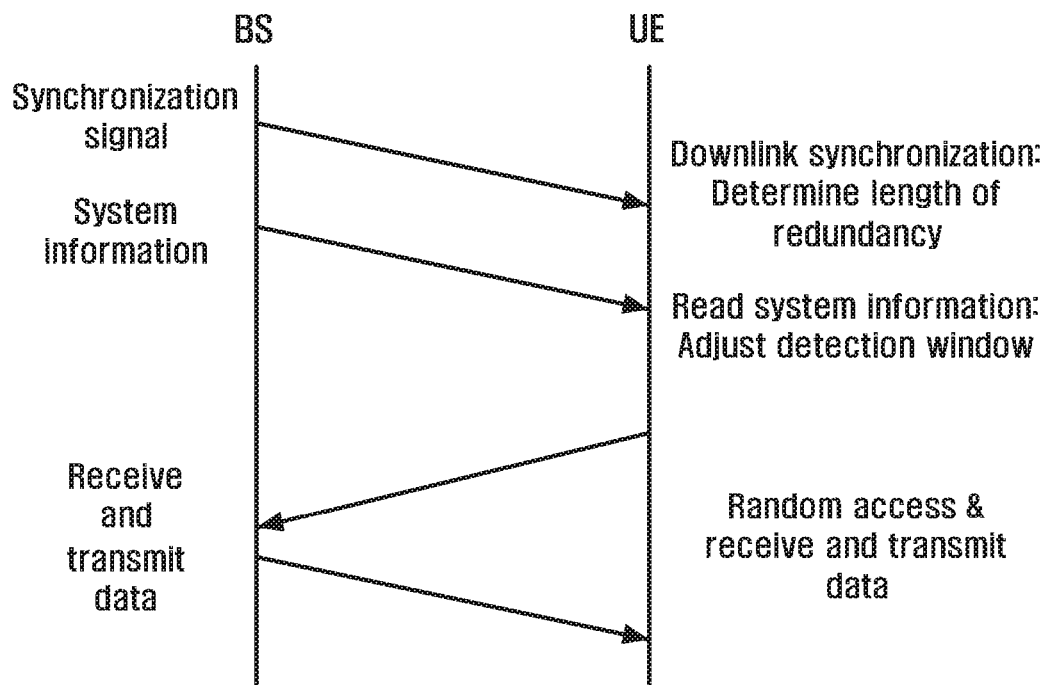 BS
UE
Synchronization
signal
Downlink synchronization:
Determine length of
redundancy
System
information
Read system information:
Adjust detection window
Receive
and
transmit
data
Random access &
receive and transmit
data